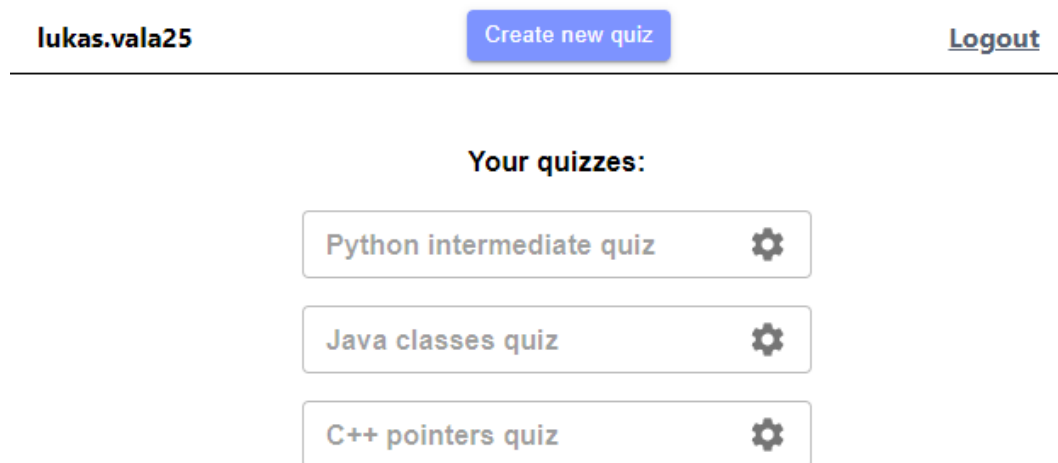 lukas.vala25 Create new quiz Logout
Your quizzes:
Python intermediate quiz
Java classes quiz
C++ pointers quiz